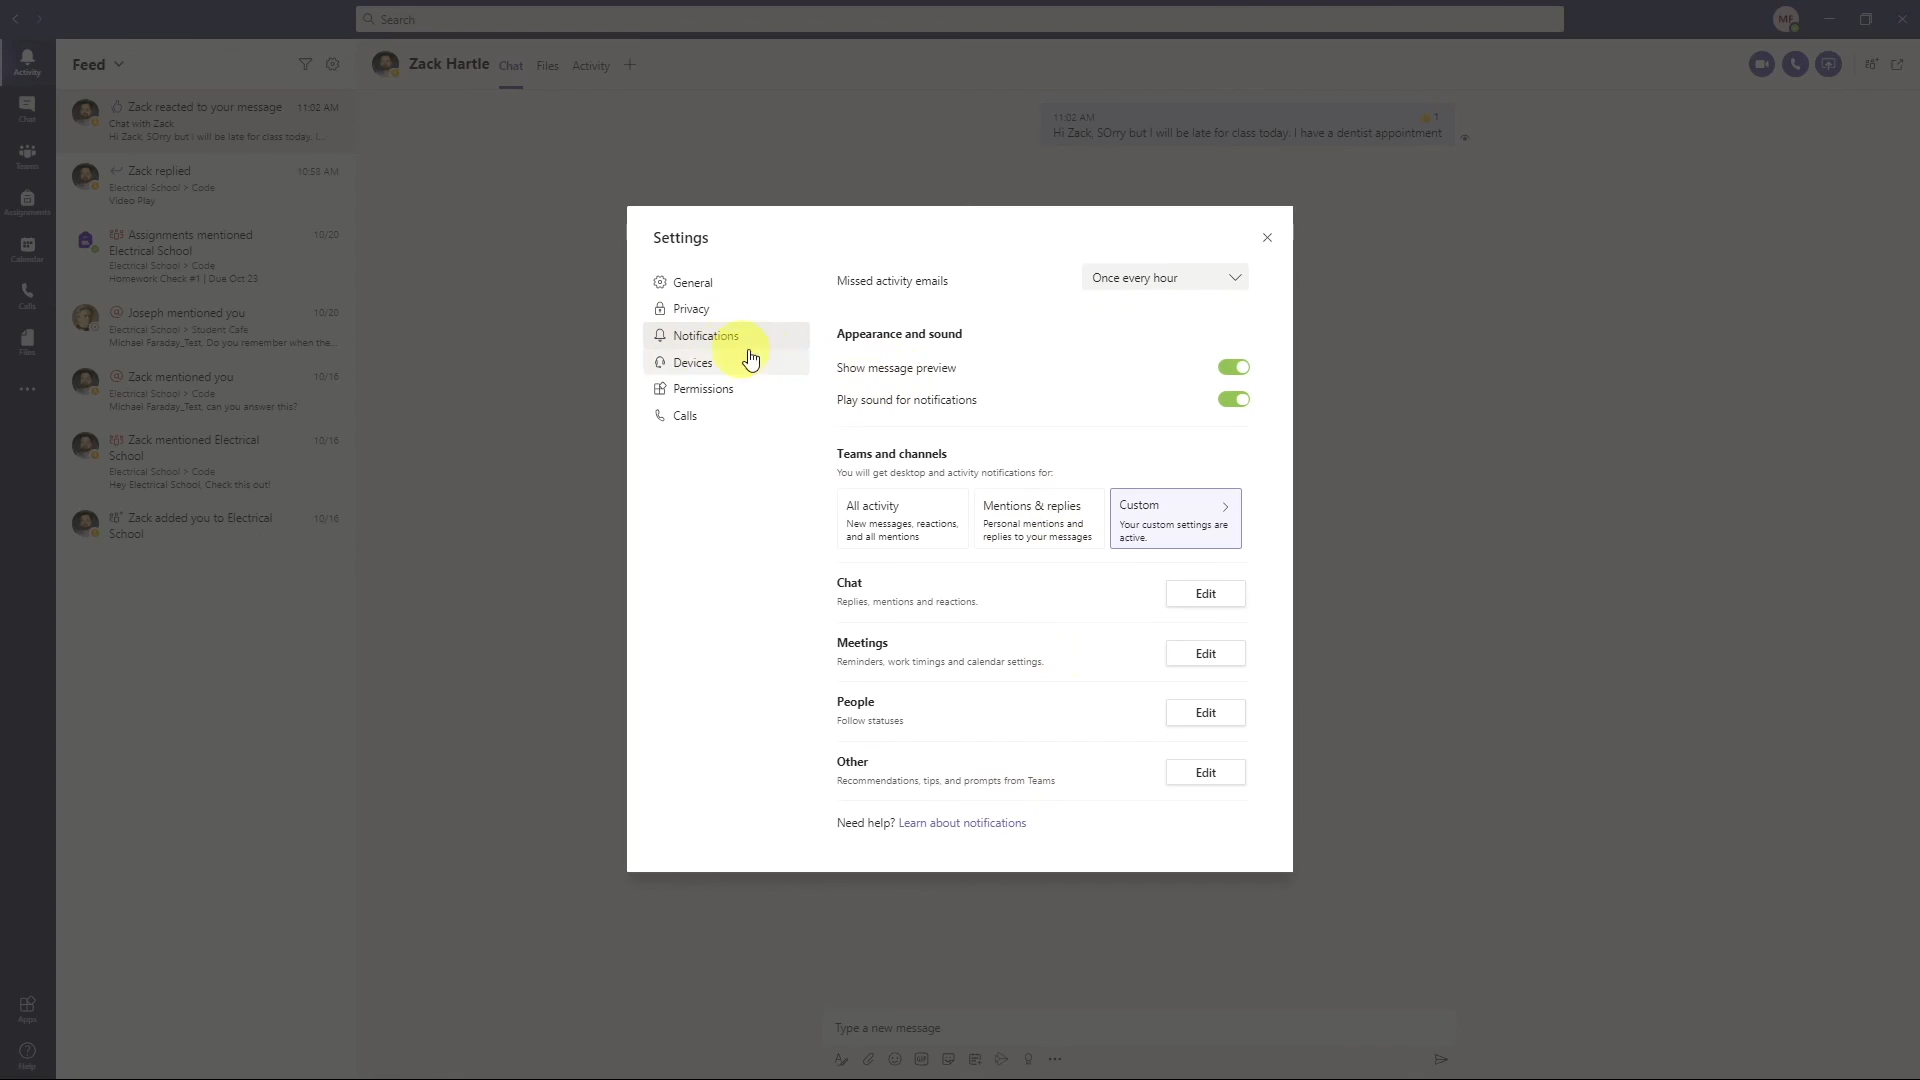 Search
MF
Activity
Chat
Teams
Assignments
Calendar
Calls
Files
Apps
Help
Feed
Zack reacted to your message 11:02 AM
Chat with Zack
Hi Zack, SOrry but I will be late for class today. I...
Zack replied 10:53 AM
Electrical School > Code
Video Play
Assignments mentioned 10/20
Electrical School
Electrical School > Code
Homework Check #1 | Due Oct 23
Joseph mentioned you 10/20
Electrical School > Student Cafe
Michael Faraday_Test, Do you remember when the...
Zack mentioned you 10/16
Electrical School > Code
Michael Faraday_Test, can you answer this?
Zack mentioned Electrical 10/16
School
Electrical School > Code
Hey Electrical School, Check this out!
Zack added you to Electrical 10/16
School
Zack Hartle Chat Files Activity
11:02 AM 1
Hi Zack, SOrry but I will be late for class today. I have a dentist appointment
Settings
General
Privacy
Notifications
Devices
Permissions
Calls
Missed activity emails Once every hour
Appearance and sound
Show message preview
Play sound for notifications
Teams and channels
You will get desktop and activity notifications for:
All activity
New messages, reactions,
and all mentions
Mentions & replies
Personal mentions and
replies to your messages
Custom
Your custom settings are
active.
Chat
Replies, mentions and reactions.
Edit
Meetings
Reminders, work timings and calendar settings.
Edit
People
Follow statuses
Edit
Other
Recommendations, tips, and prompts from Teams
Edit
Need help? Learn about notifications
Type a new message
GIF